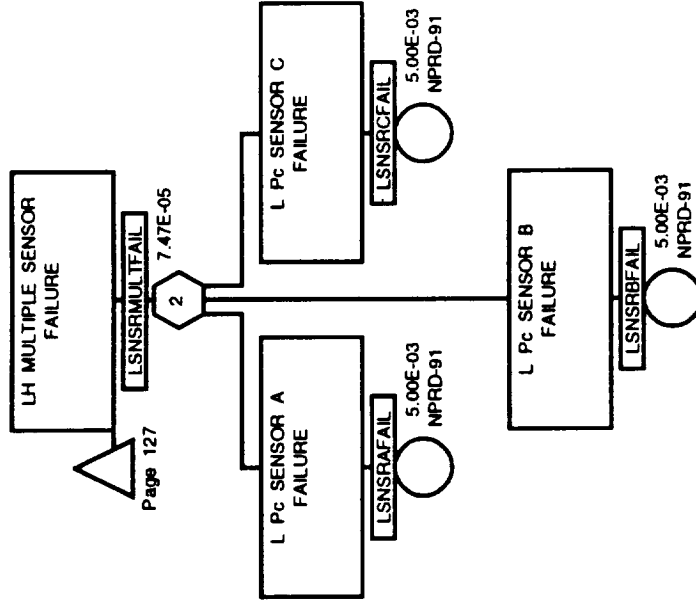 LH MULTIPLE SENSOR
FAILURE
LSNSRMULTFAIL
7.47E-05
Page 127
2
L Pc SENSOR A
FAILURE
LSNSRAFAIL
5.00E-03
NPRD-91
L Pc SENSOR B
FAILURE
LSNSRBFAIL
5.00E-03
NPRD-91
L Pc SENSOR C
FAILURE
LSNSRCFAIL
5.00E-03
NPRD-91